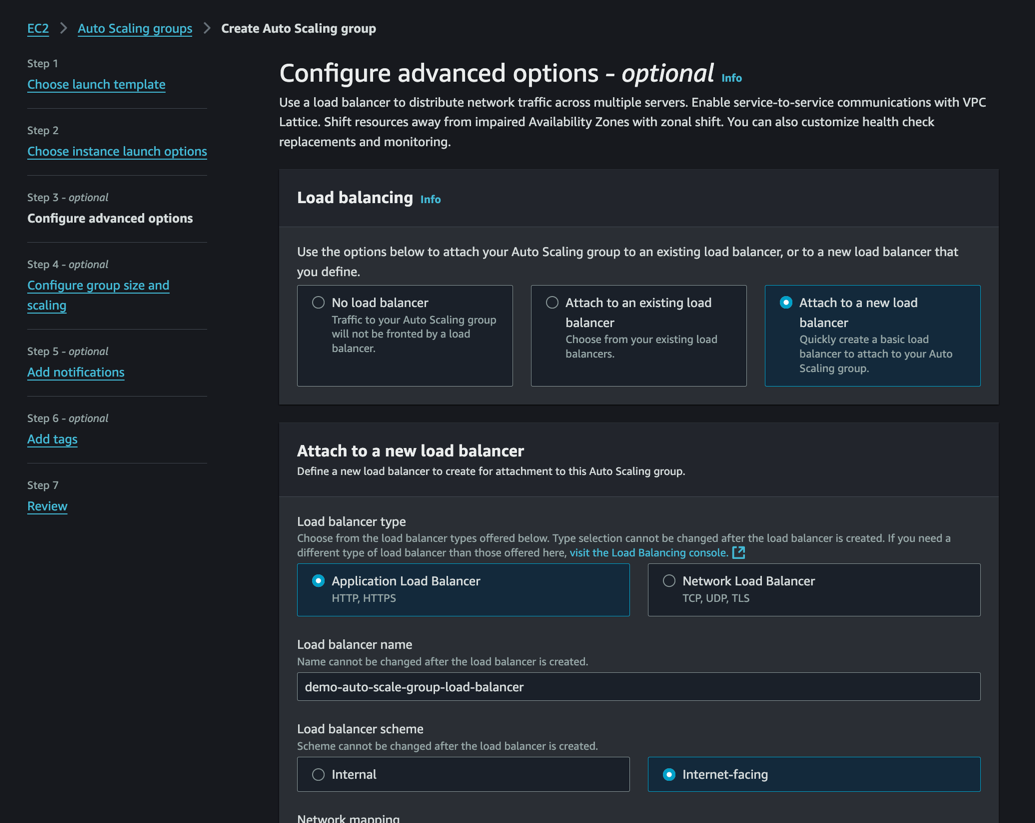 EC2 > Auto Scaling groups > Create Auto Scaling group
Step 1
Choose launch template
Step 2
Choose instance launch options
Step 3 - optional
Configure advanced options
Step 4 - optional
Configure group size and
scaling
Step 5 - optional
Add notifications
Step 6 - optional
Add tags
Step 7
Review
Configure advanced options - optional Info
Use a load balancer to distribute network traffic across multiple servers. Enable service-to-service communications with VPC
Lattice. Shift resources away from impaired Availability Zones with zonal shift. You can also customize health check
replacements and monitoring.
Load balancing Info
Use the options below to attach your Auto Scaling group to an existing load balancer, or to a new load balancer that
you define.
No load balancer
Traffic to your Auto Scaling group
will not be fronted by a load
balancer.
Attach to an existing load
balancer
Choose from your existing load
balancers.
Attach to a new load
balancer
Quickly create a basic load
balancer to attach to your Auto
Scaling group.
Attach to a new load balancer
Define a new load balancer to create for attachment to this Auto Scaling group.
Load balancer type
Choose from the load balancer types offered below. Type selection cannot be changed after the load balancer is created. If you need a
different type of load balancer than those offered here, visit the Load Balancing console.
Application Load Balancer
HTTP, HTTPS
Network Load Balancer
TCP, UDP, TLS
Load balancer name
Name cannot be changed after the load balancer is created.
demo-auto-scale-group-load-balancer
Load balancer scheme
Scheme cannot be changed after the load balancer is created.
Internal
Internet-facing
Network mapping